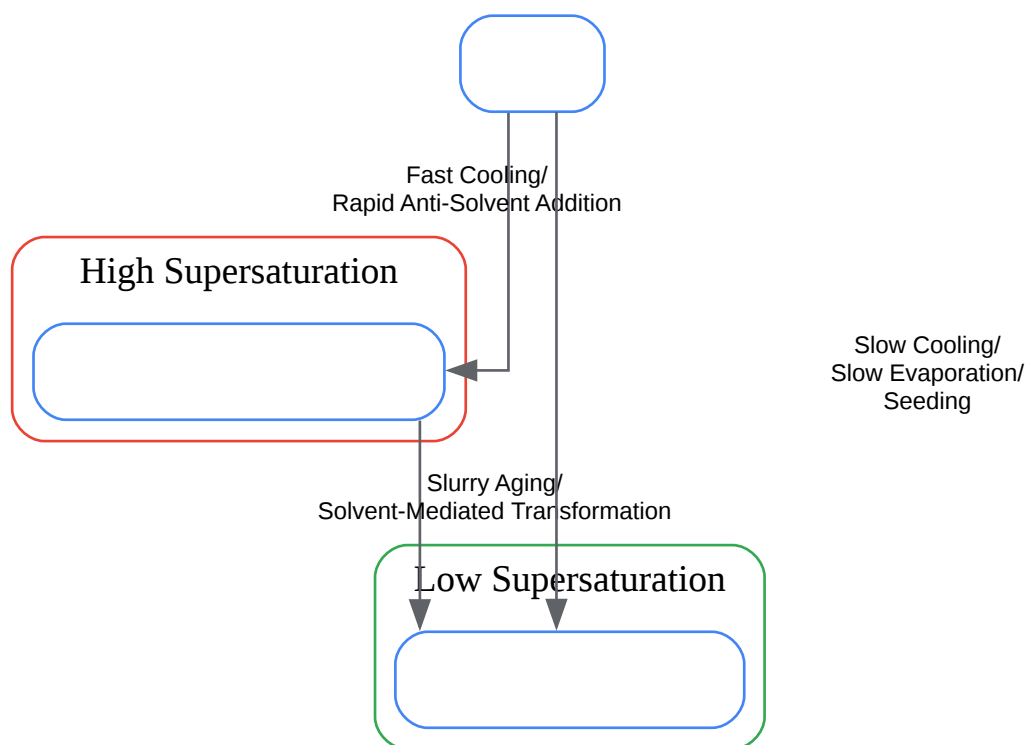 Fast Cooling/
Rapid Anti-Solvent Addition
High Supersaturation
Slow Cooling/
Slow Evaporation/
Seeding
Slurry Aging/
Solvent-Mediated Transformation
Low Supersaturation